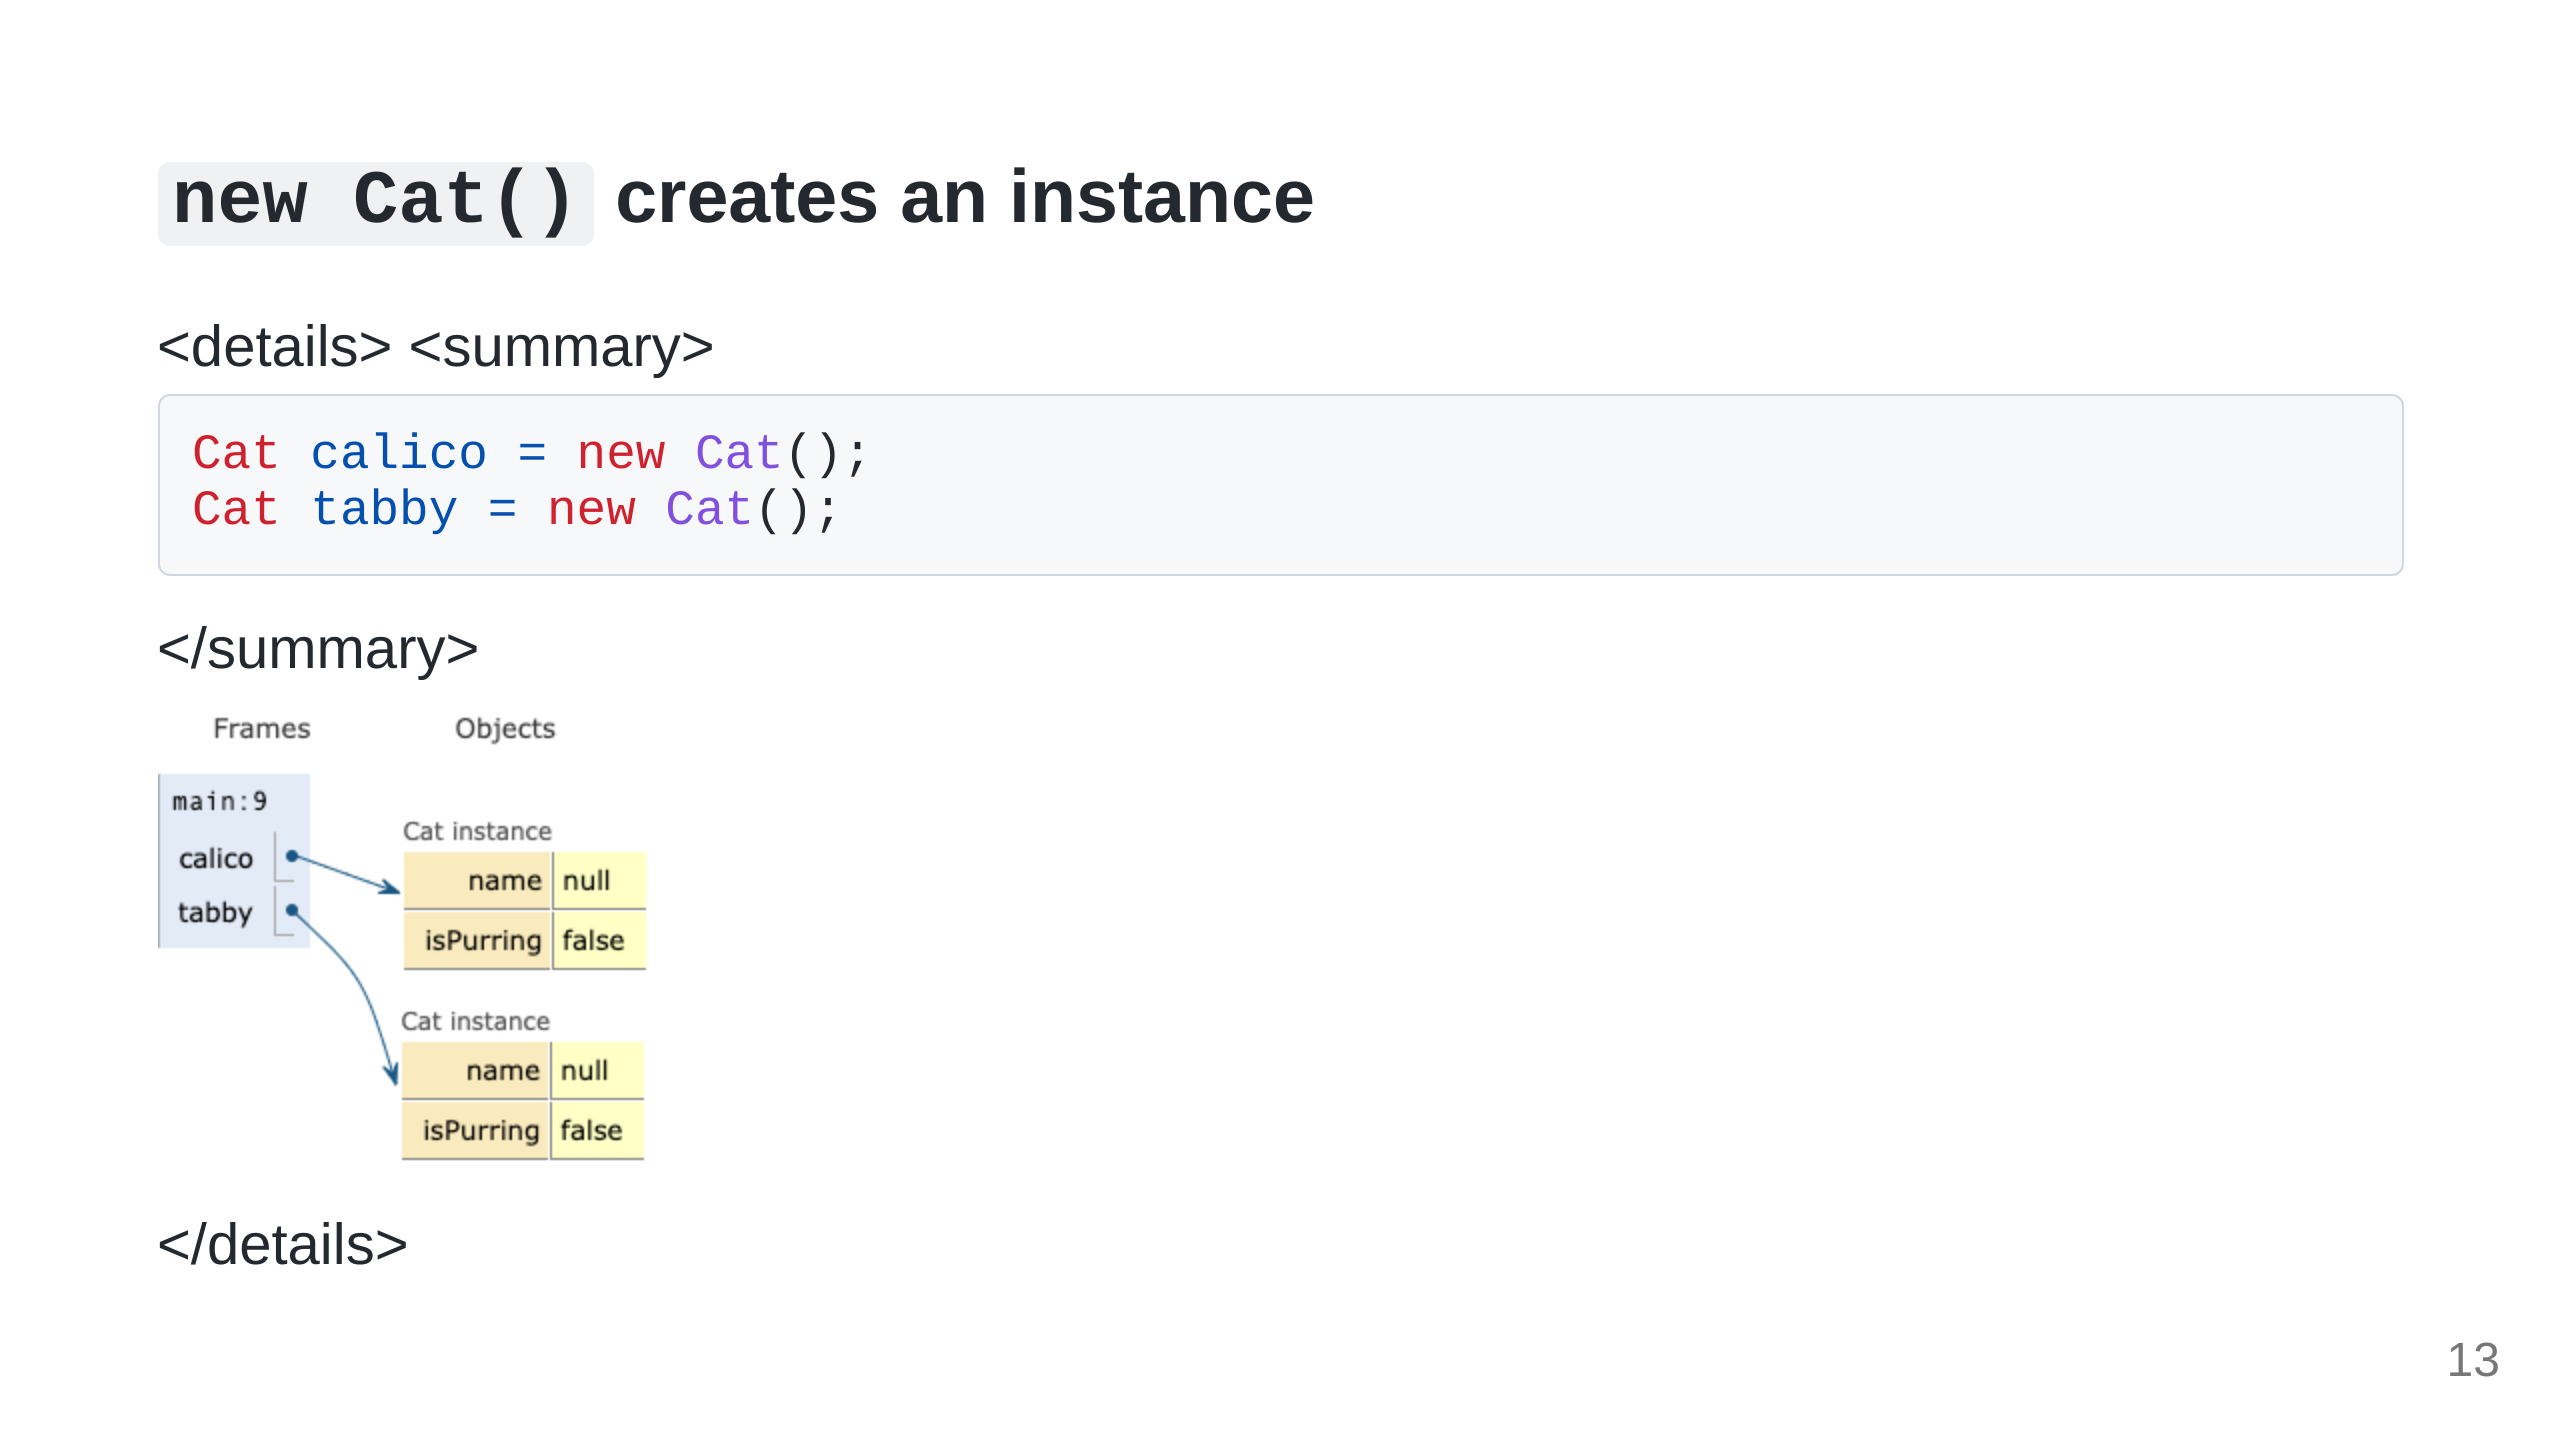 new Cat() creates an instance
<details> <summary>
Cat calico = new Cat();
Cat tabby = new Cat();
</summary>
Frames Objects
main:9
Cat instance
calico
name null
tabby
isPurring false
Cat instance
name null
isPurring false
</details>
13